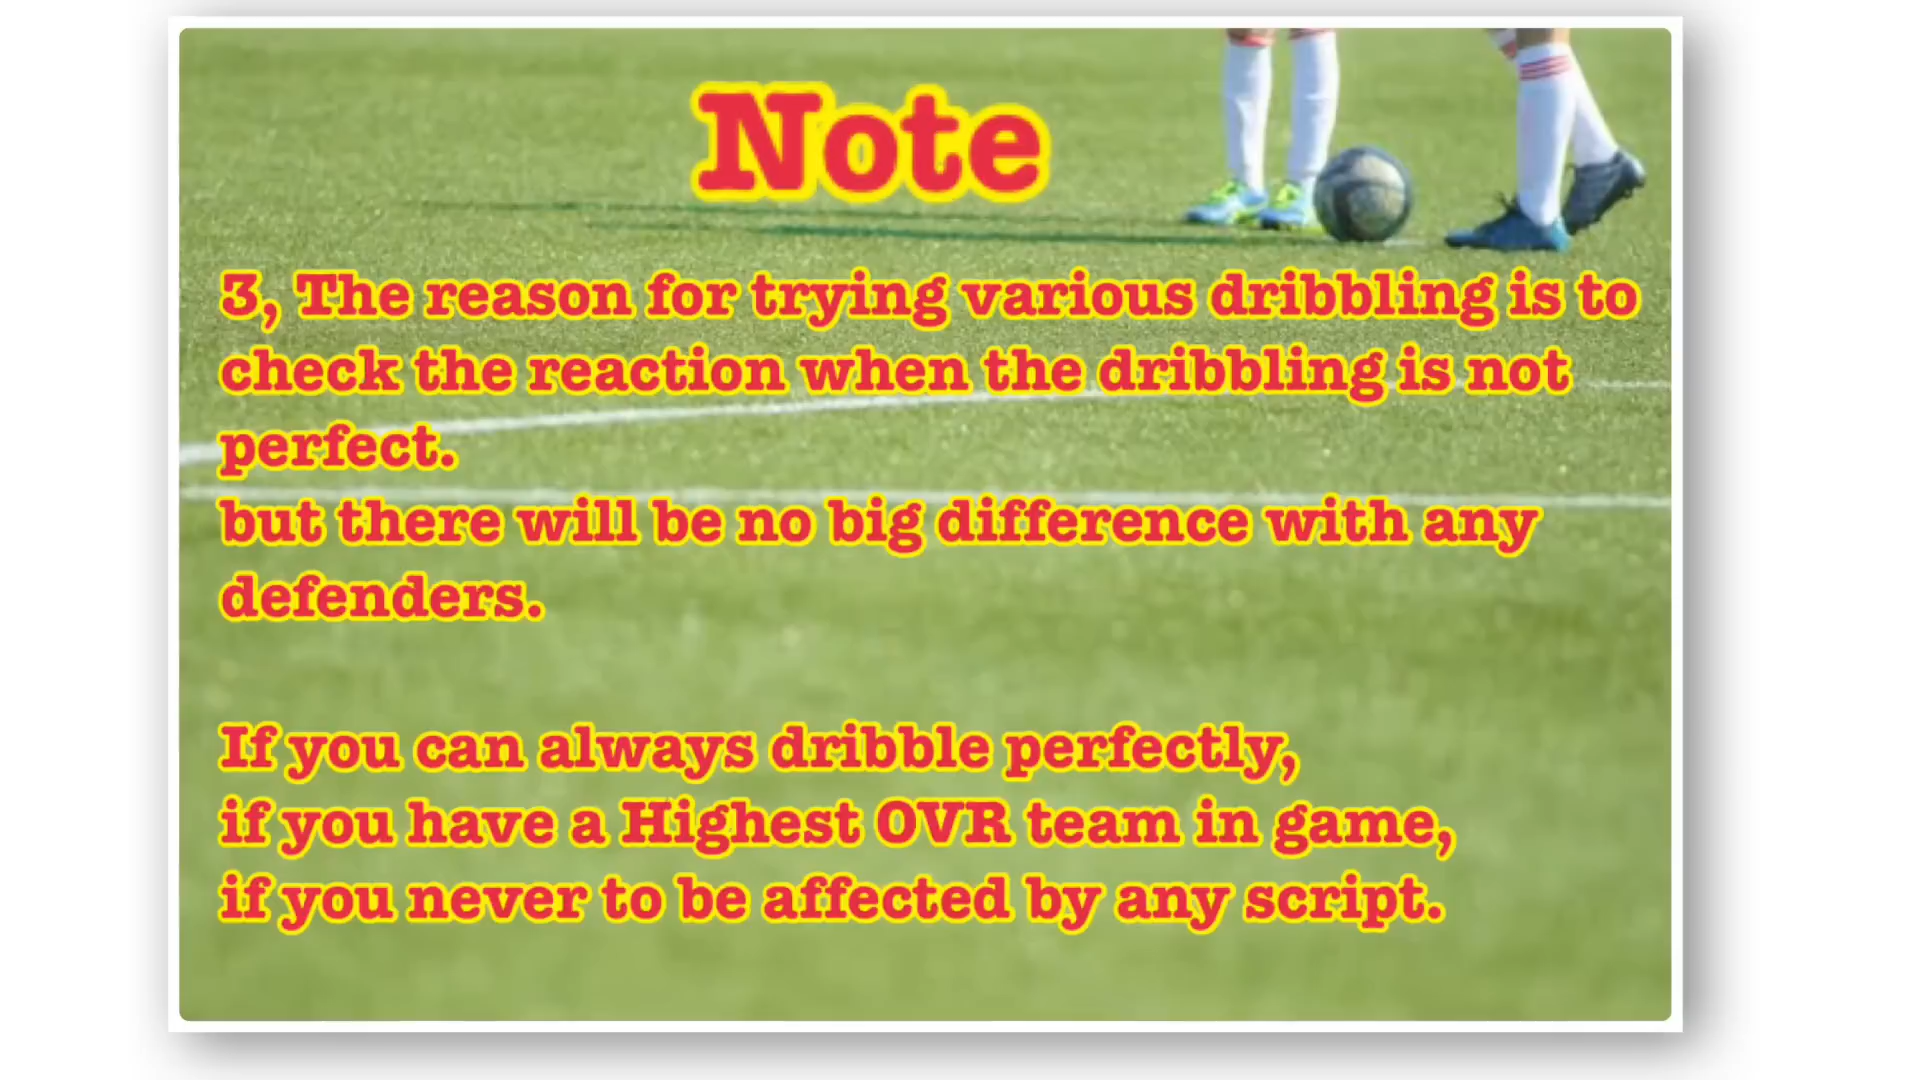 Note
3, The reason for trying various dribbling is to
check the reaction when the dribbling is not
perfect.
but there will be no big difference with any
defenders.
If you can always dribble perfectly,
if you have a Highest OVR team in game,
if you never to be affected by any script.